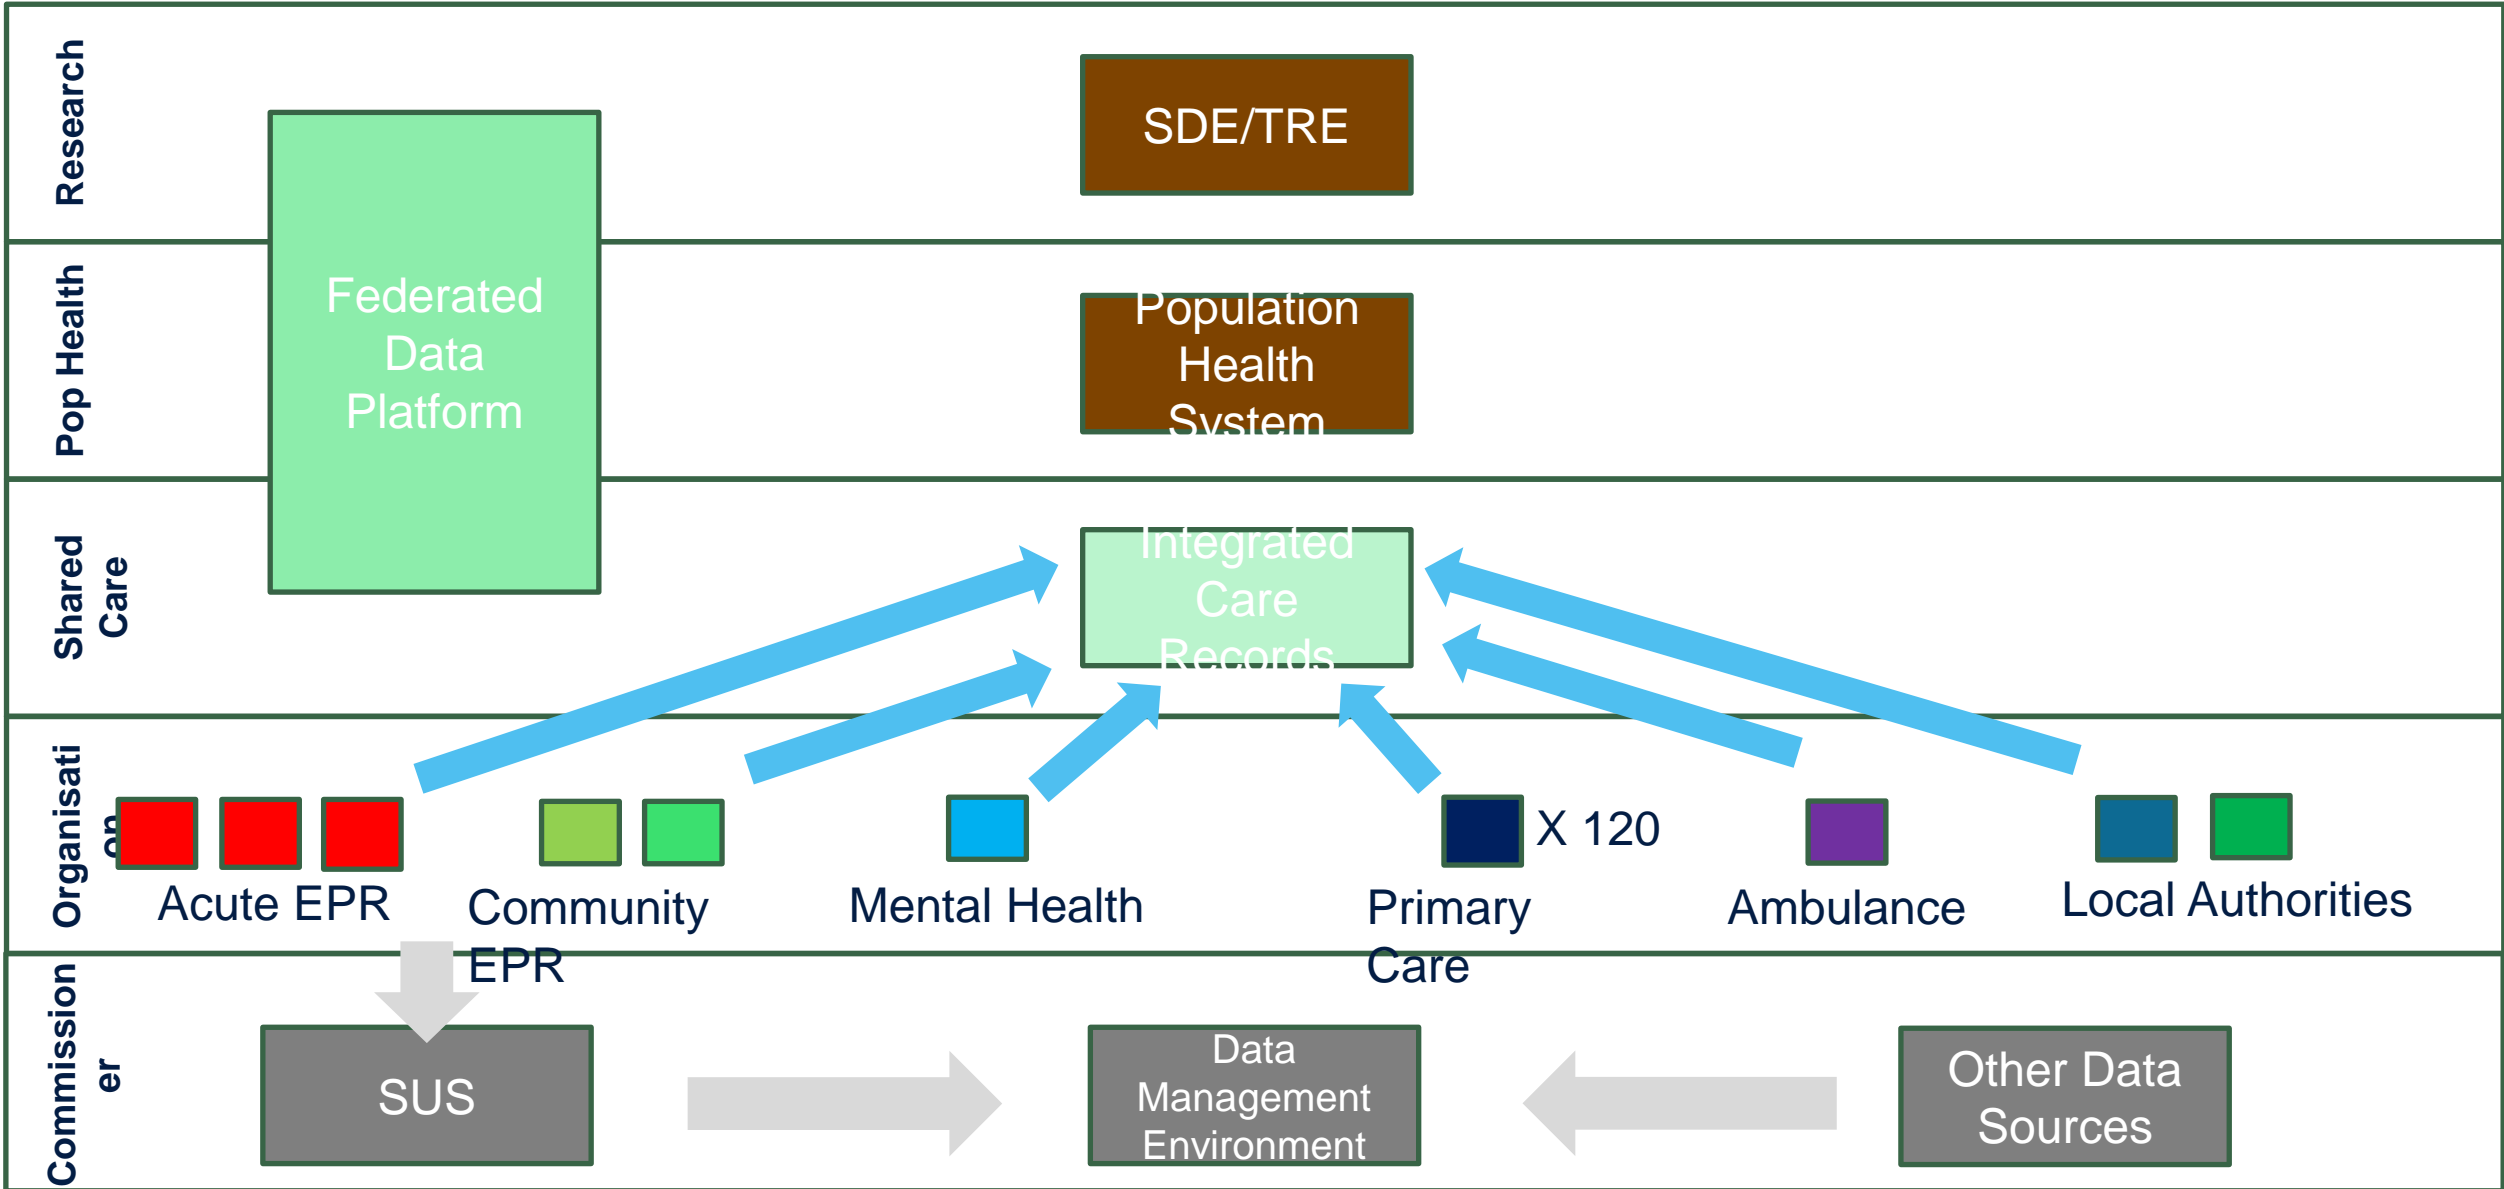 Research
SDE/TRE
Pop Health
Federated
Data
Platform
Population
Health
System
Shared
Care
Integrated
Care
Records
Organisati
on
X 120
Acute EPR
Community
EPR
Mental Health
Primary
Care
Ambulance
Local Authorities
Commission
er
SUS
Data
Management
Environment
Other Data
Sources